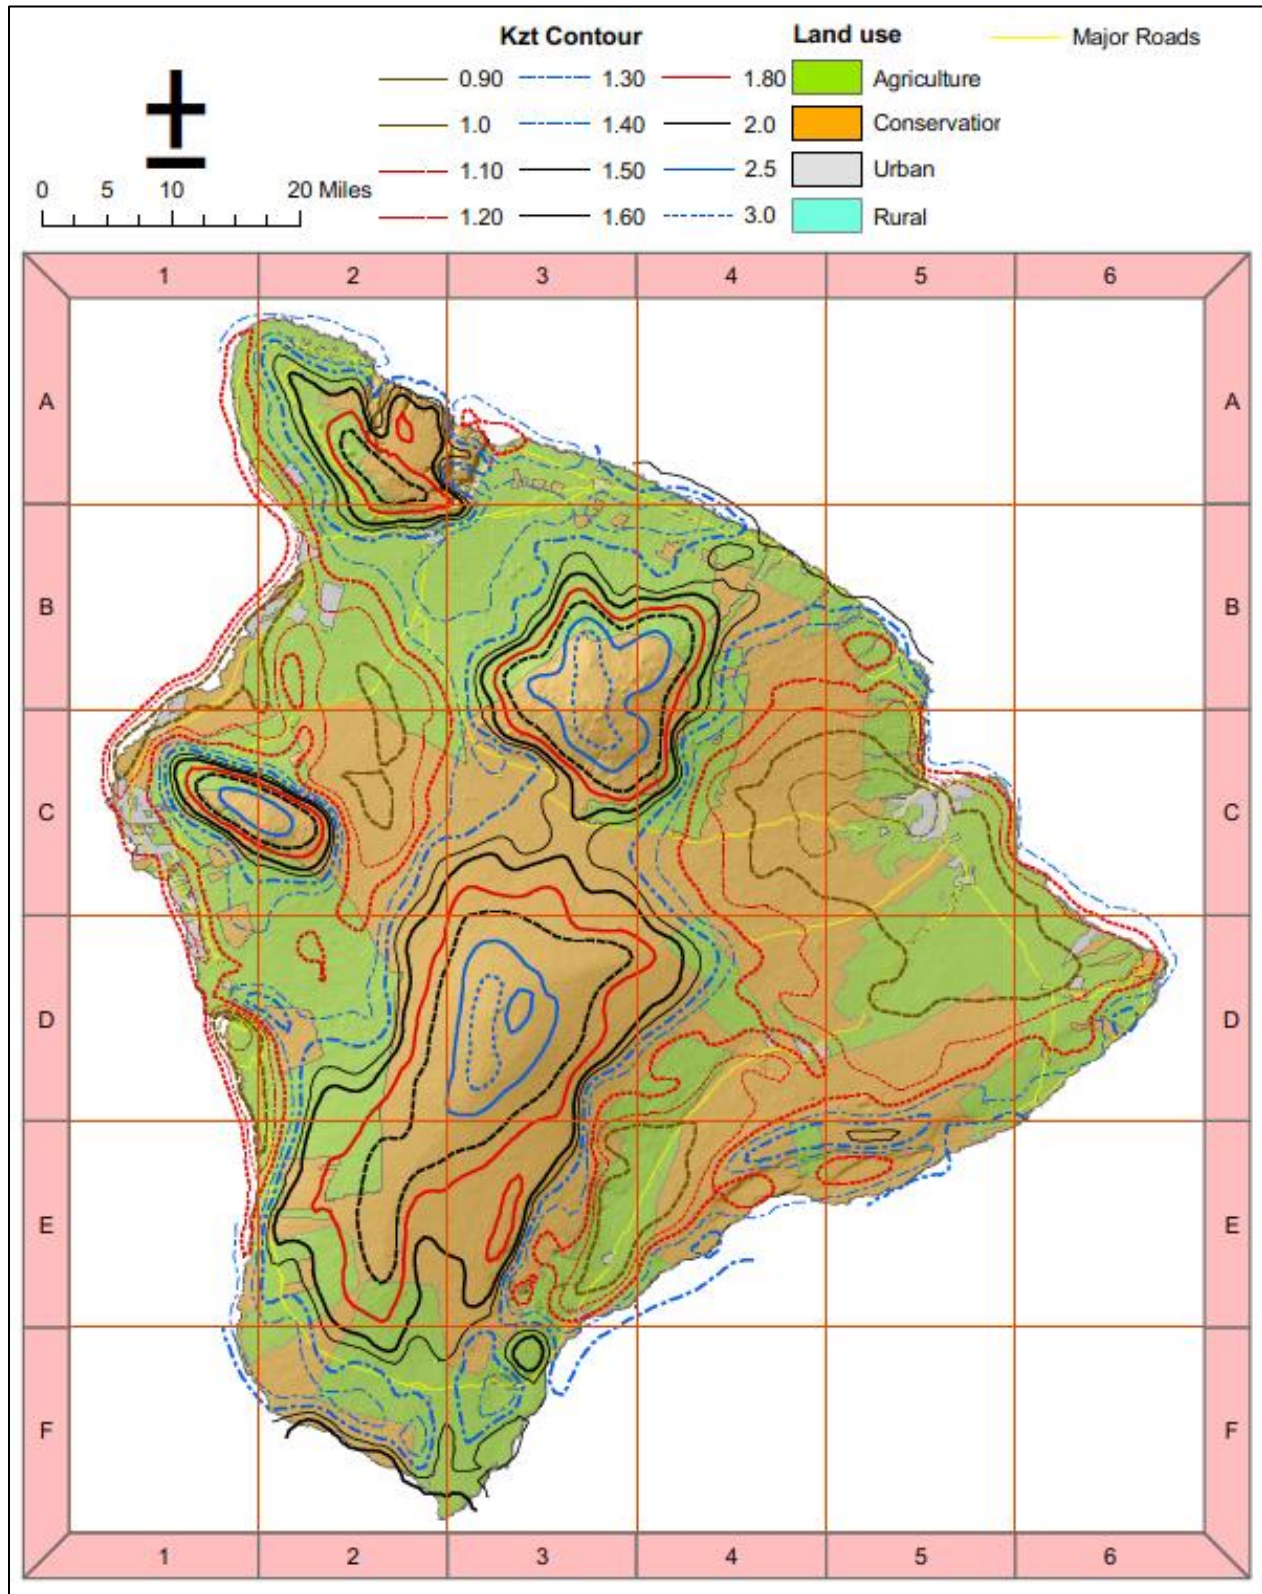 Kzt Contour Land use Major Roads
0.90 1.30 1.80 Agriculture
1.0 1.40 2.0 Conservation
1.10 1.50 2.5 Urban
1.20 1.60 3.0 Rural
0 5 10 20 Miles
1 2 3 4 5 6
A A
B B
C C
D D
E E
F F
1 2 3 4 5 6